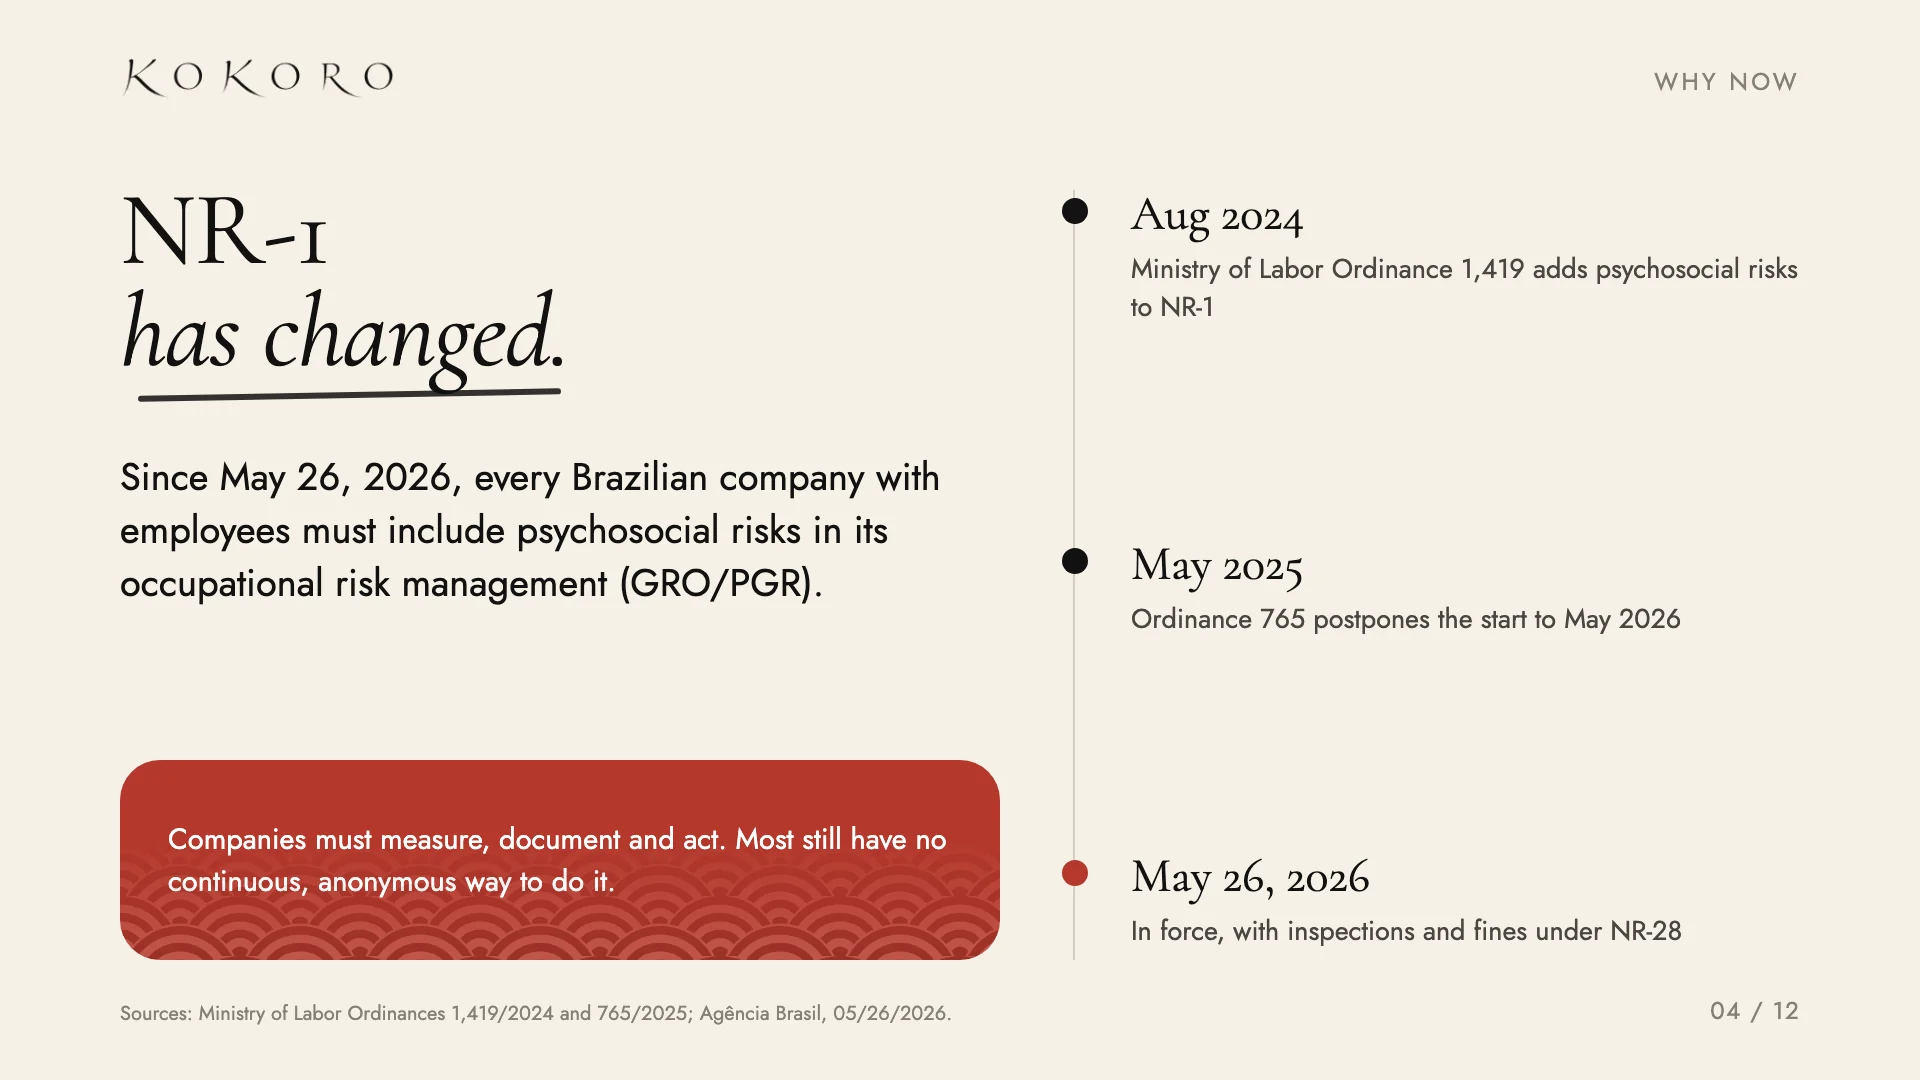 KOKORO
WHY NOW
NR-1
has changed.
Since May 26, 2026, every Brazilian company with
employees must include psychosocial risks in its
occupational risk management (GRO/PGR).
Companies must measure, document and act. Most still have no
continuous, anonymous way to do it.
Aug 2024
Ministry of Labor Ordinance 1,419 adds psychosocial risks
to NR-1
May 2025
Ordinance 765 postpones the start to May 2026
May 26, 2026
In force, with inspections and fines under NR-28
Sources: Ministry of Labor Ordinances 1,419/2024 and 765/2025; Agência Brasil, 05/26/2026.
04 / 12